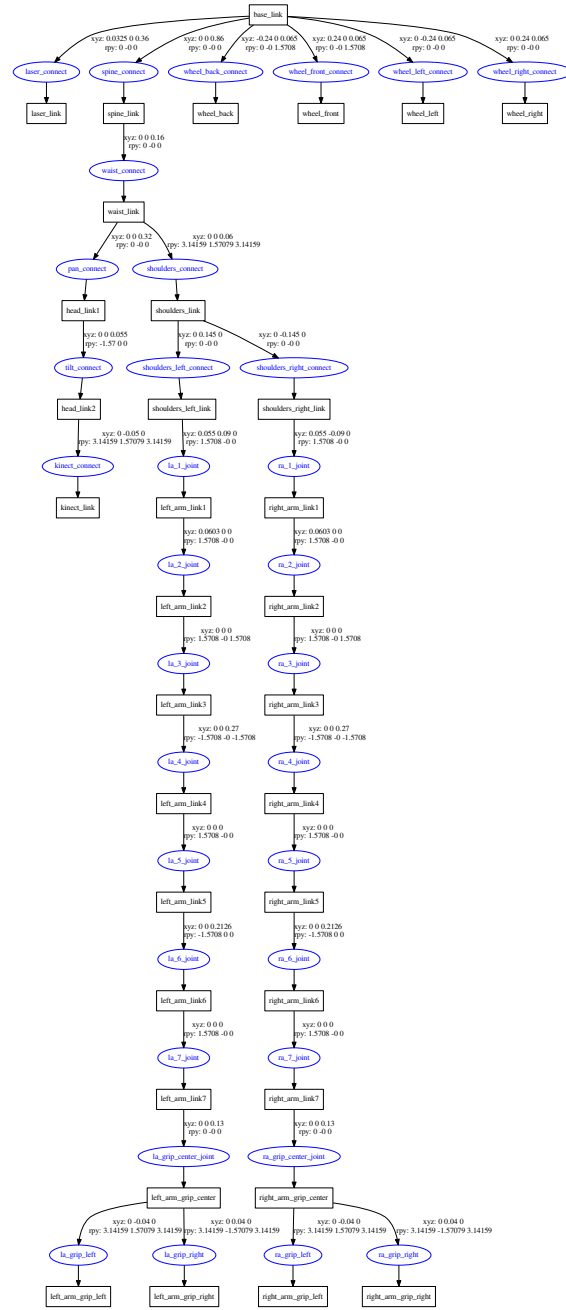 base_link
xyz: 0.0325 0 0.36
rpy: 0 -0 0
xyz: 0 0 0.86
rpy: 0 -0 0
xyz: -0.24 0 0.065
rpy: 0 -0 1.5708
xyz: 0.24 0 0.065
rpy: 0 -0 1.5708
xyz: 0 -0.24 0.065
rpy: 0 -0 0
xyz: 0 0.24 0.065
rpy: 0 -0 0
laser_connect
spine_connect
wheel_back_connect
wheel_front_connect
wheel_left_connect
wheel_right_connect
laser_link
spine_link
wheel_back
wheel_front
wheel_left
wheel_right
xyz: 0 0 0.16
rpy: 0 -0 0
waist_connect
waist_link
xyz: 0 0 0.32
rpy: 0 -0 0
xyz: 0 0 0.06
rpy: 3.14159 1.57079 3.14159
pan_connect
shoulders_connect
head_link1
shoulders_link
xyz: 0 0 0.055
rpy: -1.57 0 0
xyz: 0 0.145 0
rpy: 0 -0 0
xyz: 0 -0.145 0
rpy: 0 -0 0
tilt_connect
shoulders_left_connect
shoulders_right_connect
head_link2
shoulders_left_link
shoulders_right_link
xyz: 0 -0.05 0
rpy: 3.14159 1.57079 3.14159
xyz: 0.055 0.09 0
rpy: 1.5708 -0 0
xyz: 0.055 -0.09 0
rpy: 1.5708 -0 0
kinect_connect
la_1_joint
ra_1_joint
kinect_link
left_arm_link1
right_arm_link1
xyz: 0.0603 0 0
rpy: 1.5708 -0 0
xyz: 0.0603 0 0
rpy: 1.5708 -0 0
la_2_joint
ra_2_joint
left_arm_link2
right_arm_link2
xyz: 0 0 0
rpy: 1.5708 -0 1.5708
xyz: 0 0 0
rpy: 1.5708 -0 1.5708
la_3_joint
ra_3_joint
left_arm_link3
right_arm_link3
xyz: 0 0 0.27
rpy: -1.5708 -0 -1.5708
xyz: 0 0 0.27
rpy: -1.5708 -0 -1.5708
la_4_joint
ra_4_joint
left_arm_link4
right_arm_link4
xyz: 0 0 0
rpy: 1.5708 -0 0
xyz: 0 0 0
rpy: 1.5708 -0 0
la_5_joint
ra_5_joint
left_arm_link5
right_arm_link5
xyz: 0 0 0.2126
rpy: -1.5708 0 0
xyz: 0 0 0.2126
rpy: -1.5708 0 0
la_6_joint
ra_6_joint
left_arm_link6
right_arm_link6
xyz: 0 0 0
rpy: 1.5708 -0 0
xyz: 0 0 0
rpy: 1.5708 -0 0
la_7_joint
ra_7_joint
left_arm_link7
right_arm_link7
xyz: 0 0 0.13
rpy: 0 -0 0
xyz: 0 0 0.13
rpy: 0 -0 0
la_grip_center_joint
ra_grip_center_joint
left_arm_grip_center
right_arm_grip_center
xyz: 0 -0.04 0
rpy: 3.14159 1.57079 3.14159
xyz: 0 0.04 0
rpy: 3.14159 -1.57079 3.14159
xyz: 0 -0.04 0
rpy: 3.14159 1.57079 3.14159
xyz: 0 0.04 0
rpy: 3.14159 -1.57079 3.14159
la_grip_left
la_grip_right
ra_grip_left
ra_grip_right
left_arm_grip_left
left_arm_grip_right
right_arm_grip_left
right_arm_grip_right